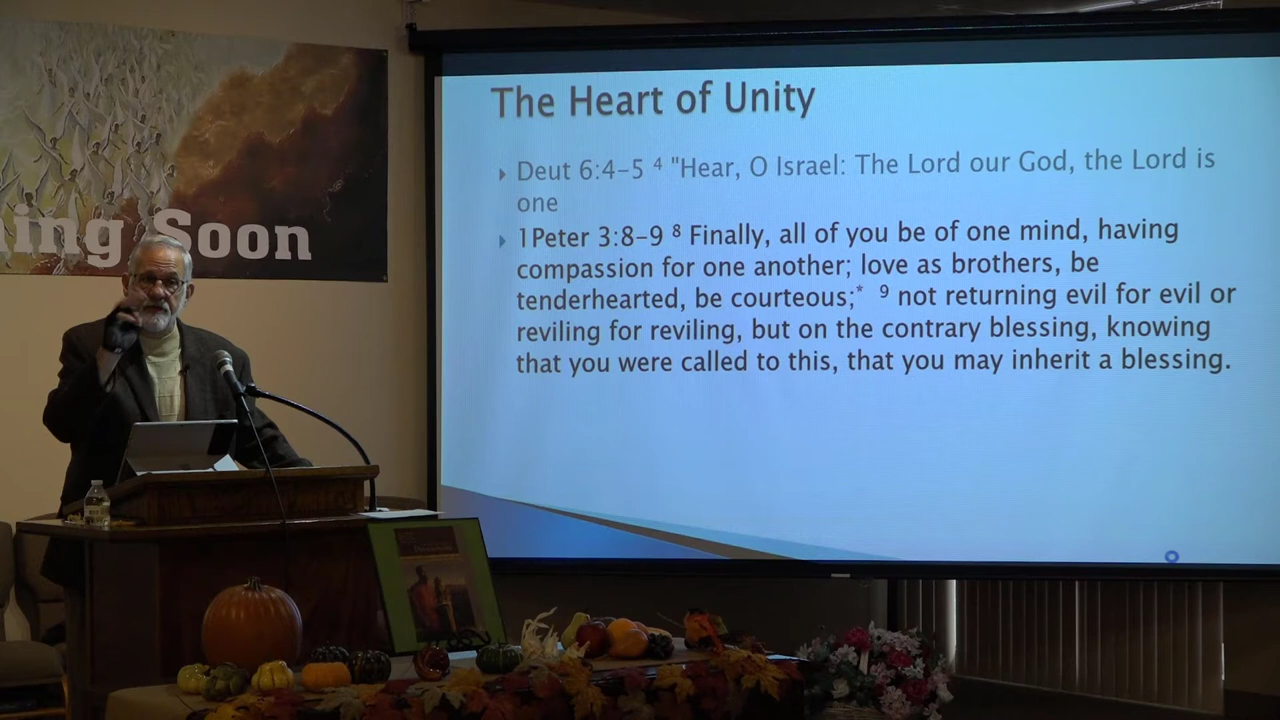 ing Soon
The Heart of Unity
Deut 6:4-5 ⁴ "Hear, O Israel: The Lord our God, the Lord is
one
1Peter 3:8-9 ⁸ Finally, all of you be of one mind, having
compassion for one another; love as brothers, be
tenderhearted, be courteous;* ⁹ not returning evil for evil or
reviling for reviling, but on the contrary blessing, knowing
that you were called to this, that you may inherit a blessing.